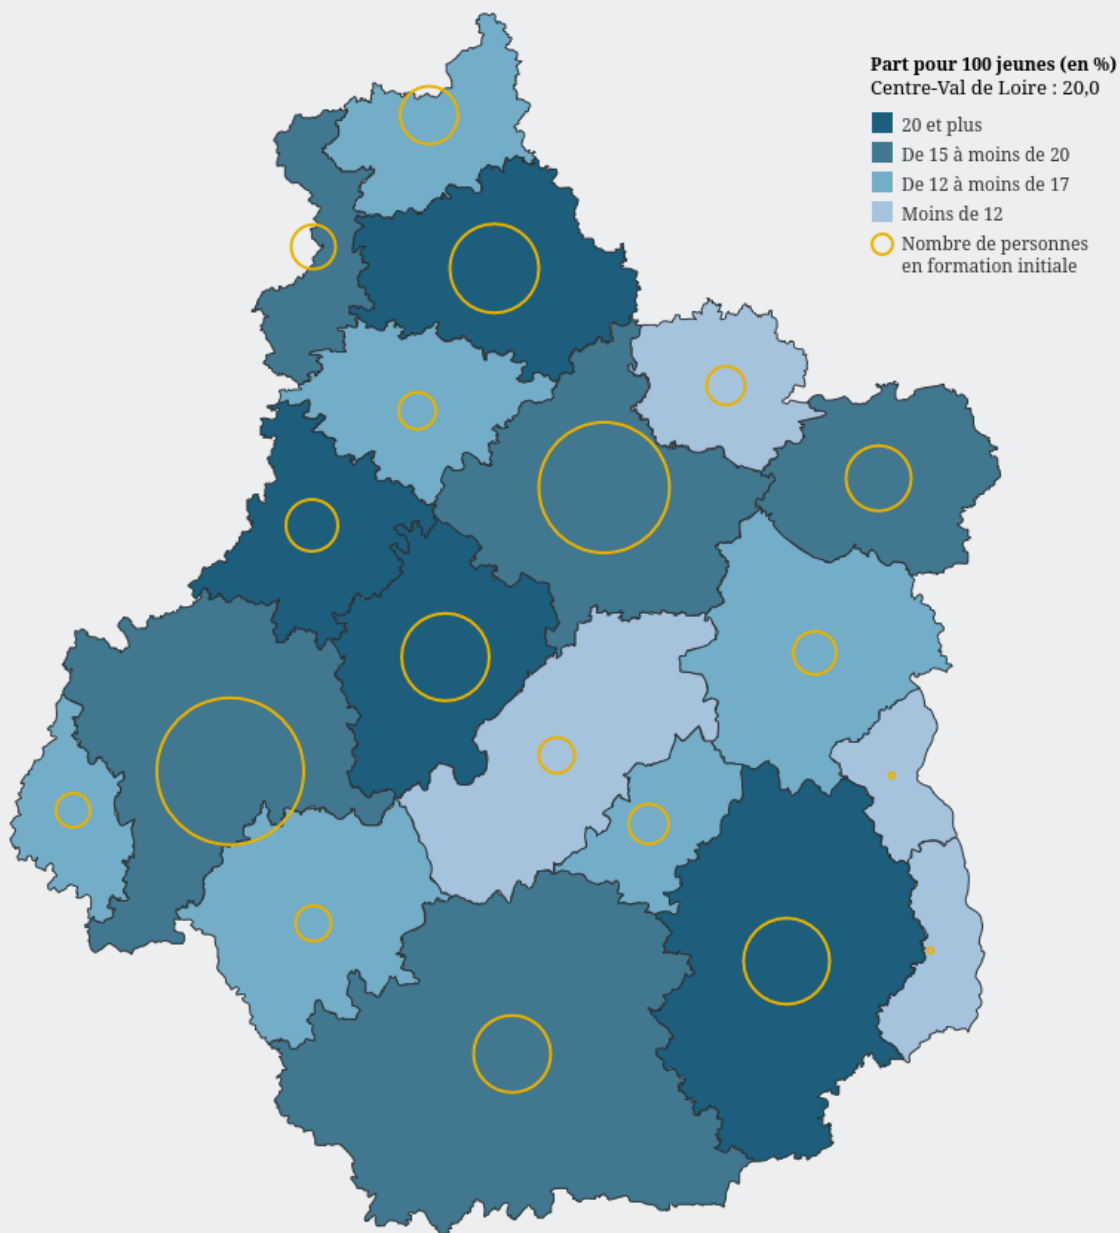 Part pour 100 jeunes (en %)
Centre-Val de Loire : 20,0
20 et plus
De 15 à moins de 20
De 12 à moins de 17
Moins de 12
Nombre de personnes
en formation initiale